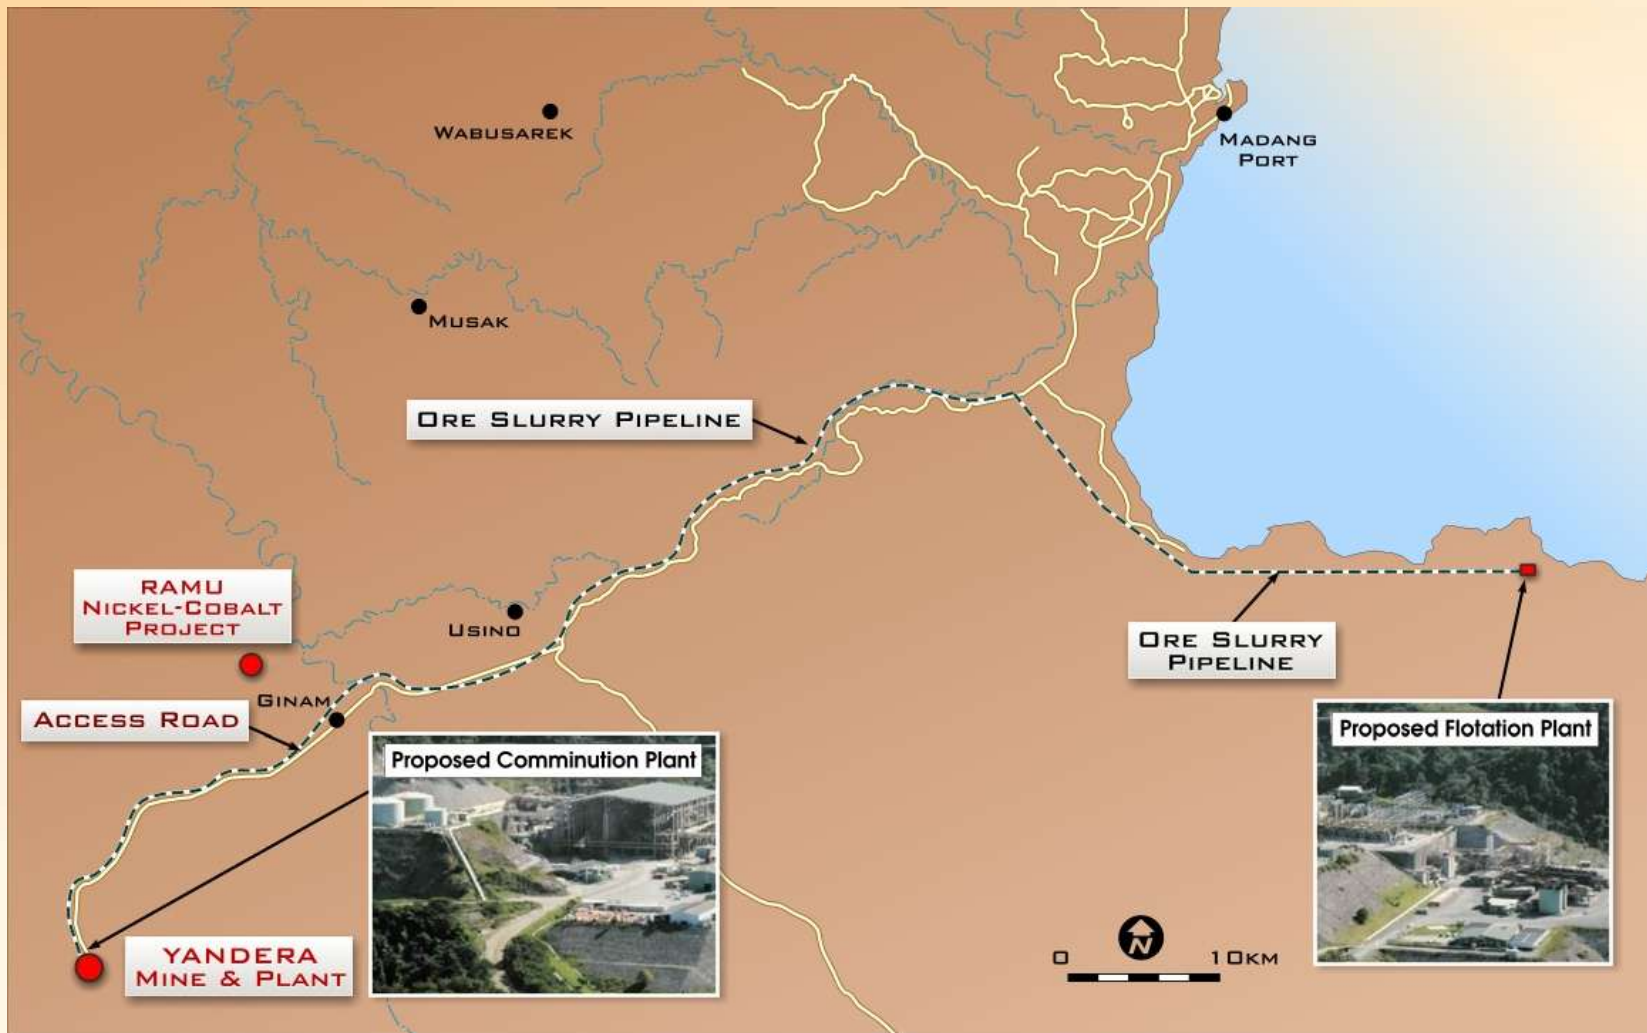 WABUSAREK
MADANG
PORT
MUSAK
ORE SLURRY PIPELINE
RAMU
NICKEL-COBALT
PROJECT
USINO
ORE SLURRY
PIPELINE
GINAM
ACCESS ROAD
Proposed Comminution Plant
Proposed Flotation Plant
YANDERA
MINE & PLANT
N
0 10KM